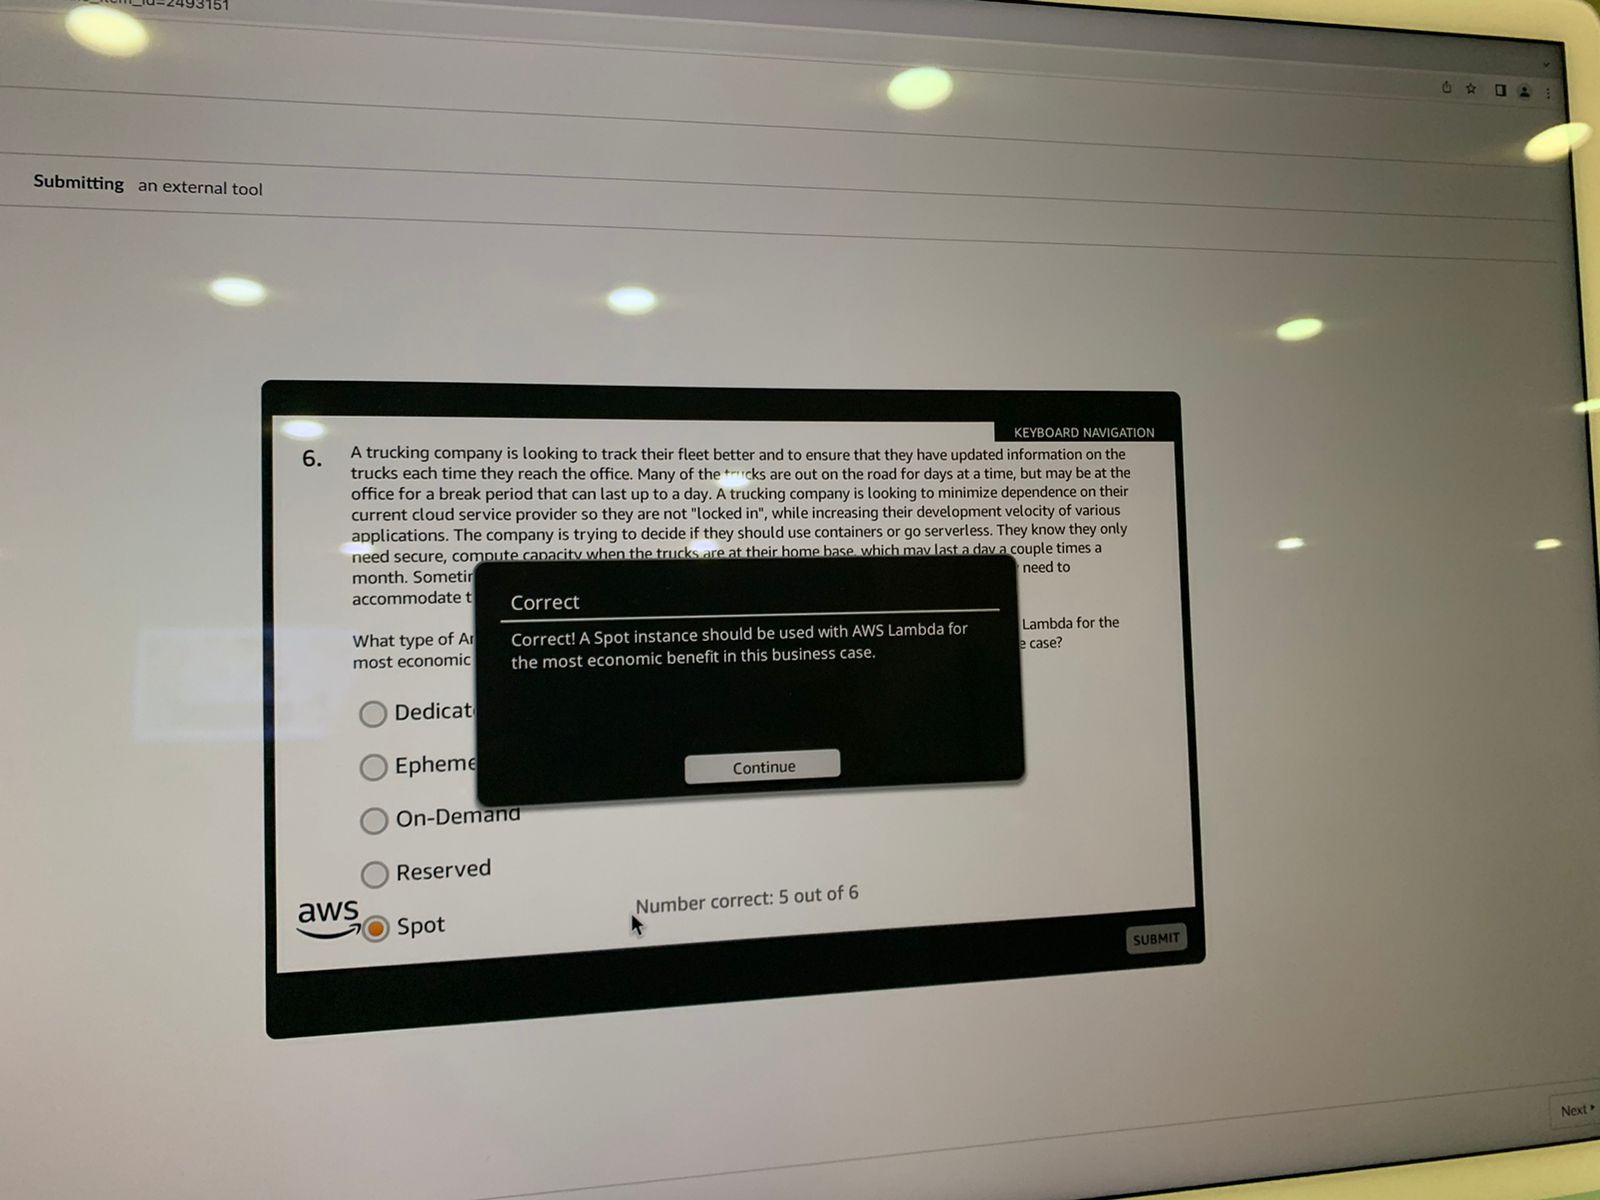 Submitting an external tool
KEYBOARD NAVIGATION
6.
A trucking company is looking to track their fleet better and to ensure that they have updated information on the
trucks each time they reach the office. Many of the trucks are out on the road for days at a time, but may be at the
office for a break period that can last up to a day. A trucking company is looking to minimize dependence on their
current cloud service provider so they are not "locked in", while increasing their development velocity of various
applications. The company is trying to decide if they should use containers or go serverless. They know they only
need secure, compute capacity when the trucks are at their home base, which may last a day a couple times a
month. need to
accommodate
What type of Lambda for the
most economic case?
Correct
Correct! A Spot instance should be used with AWS Lambda for
the most economic benefit in this business case.
Continue
On-Demand
Reserved
Spot
aws
Number correct: 5 out of 6
SUBMIT
Next